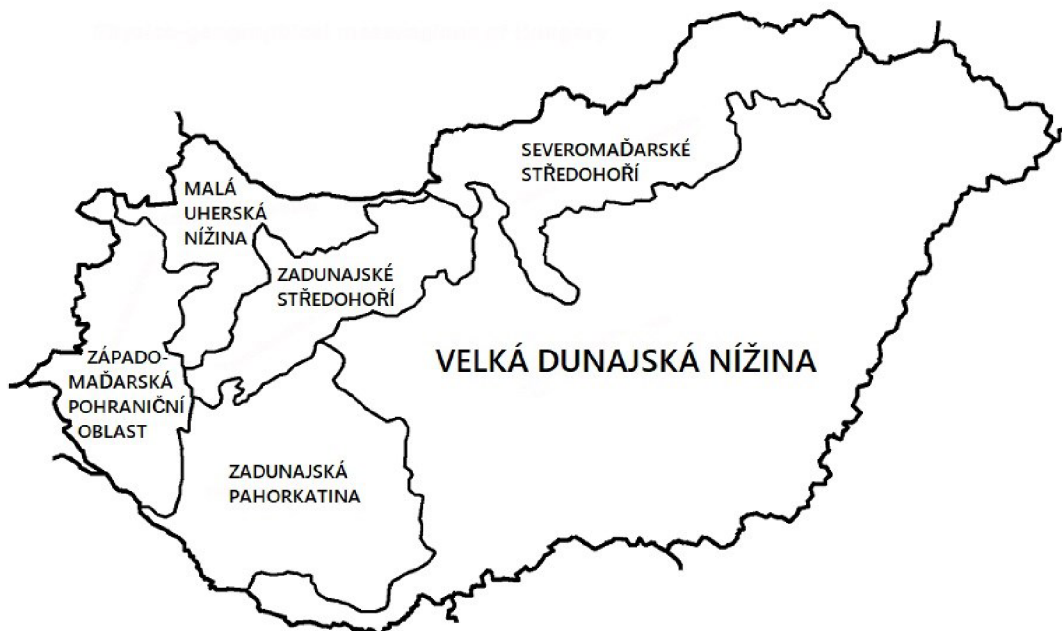 SEVEROMAĎARSKÉ
STŘEDOHOŘÍ
MALÁ
UHERSKÁ
NÍŽINA
ZADUNAJSKÉ
STŘEDOHOŘÍ
ZÁPADO-
MAĎARSKÁ
POHRANIČNÍ
OBLAST
VELKÁ DUNAJSKÁ NÍŽINA
ZADUNAJSKÁ
PAHORKATINA